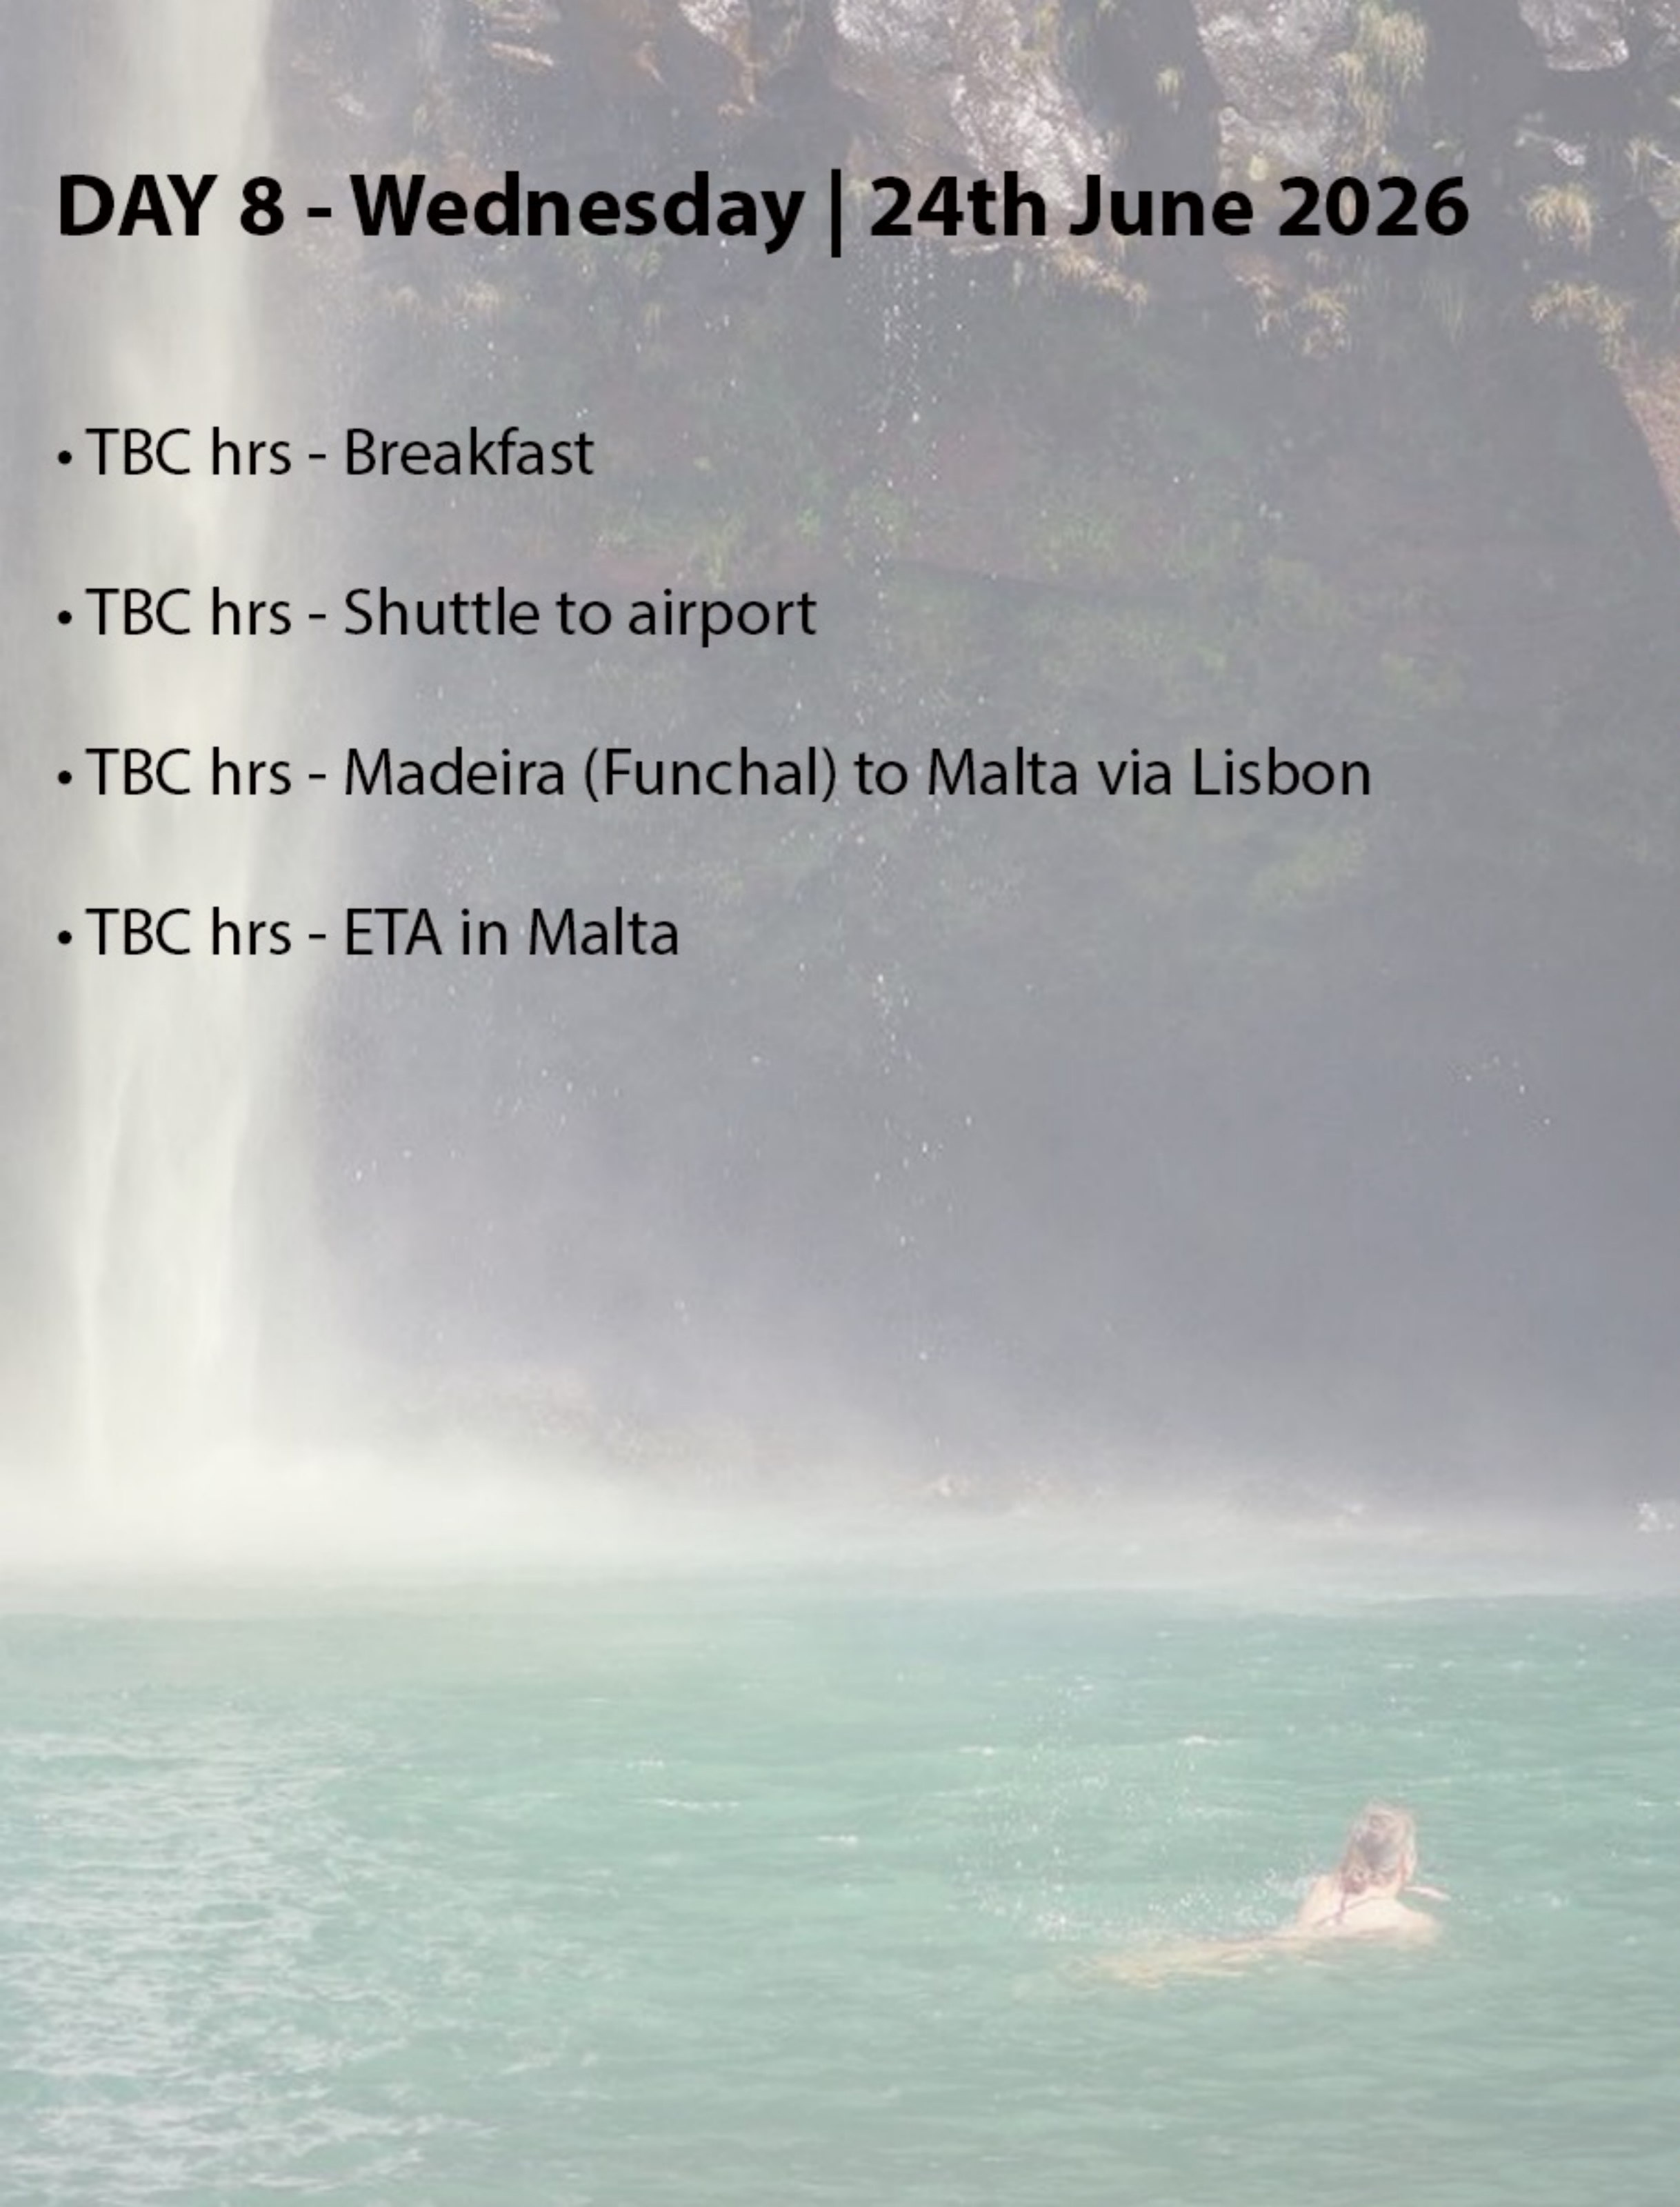 DAY 8 - Wednesday | 24th June 2026
• TBC hrs - Breakfast
• TBC hrs - Shuttle to airport
• TBC hrs - Madeira (Funchal) to Malta via Lisbon
• TBC hrs - ETA in Malta